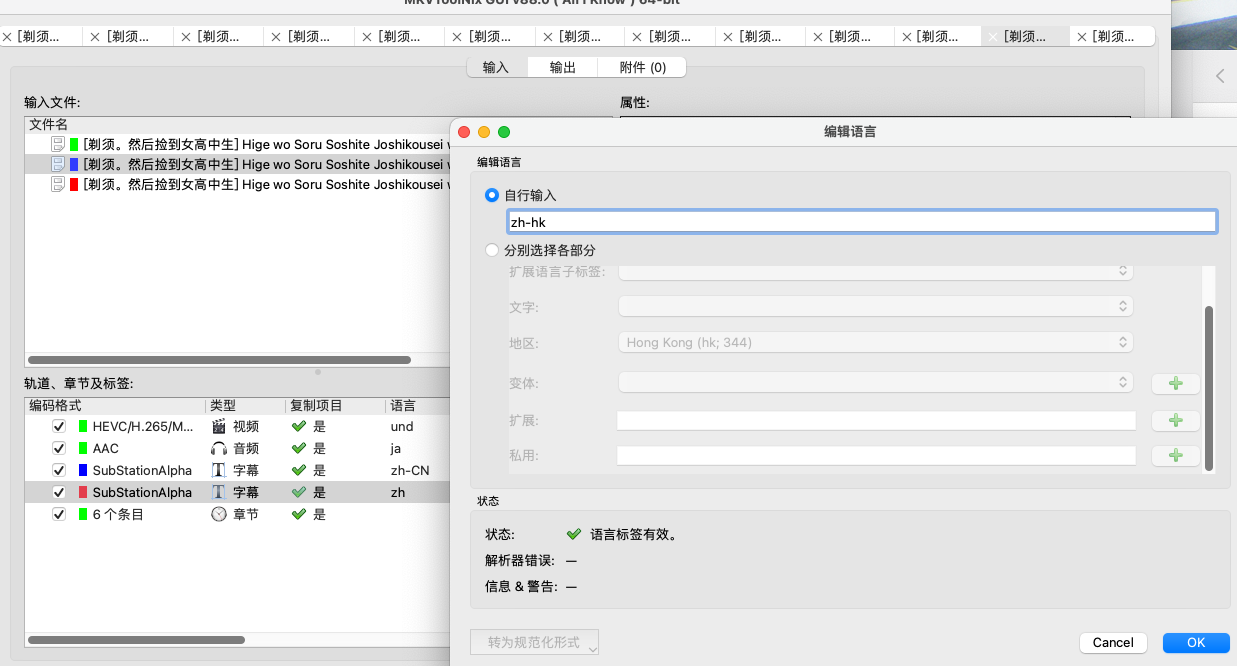 MKVToolNix GUI v88.0 ('All I Know') 64-bit
[剃须... [剃须... [剃须... [剃须... [剃须... [剃须... [剃须... [剃须... [剃须... [剃须... [剃须... [剃须... [剃须...
输入 输出 附件 (0)
输入文件: 属性:
文件名
[剃须。然后捡到女高中生] Hige wo Soru Soshite Joshikousei
[剃须。然后捡到女高中生] Hige wo Soru Soshite Joshikousei
[剃须。然后捡到女高中生] Hige wo Soru Soshite Joshikousei
轨道、章节及标签:
编码格式 类型 复制项目 语言
HEVC/H.265/M... 视频 是 und
AAC 音频 是 ja
SubStationAlpha 字幕 是 zh-CN
SubStationAlpha 字幕 是 zh
6 个条目 章节 是
编辑语言
编辑语言
自行输入
zh-hk
分别选择各部分
扩展语言子标签:
文字:
地区: Hong Kong (hk; 344)
变体:
扩展:
私用:
状态
状态: 语言标签有效。
解析器错误: —
信息 & 警告: —
转为规范化形式 Cancel OK